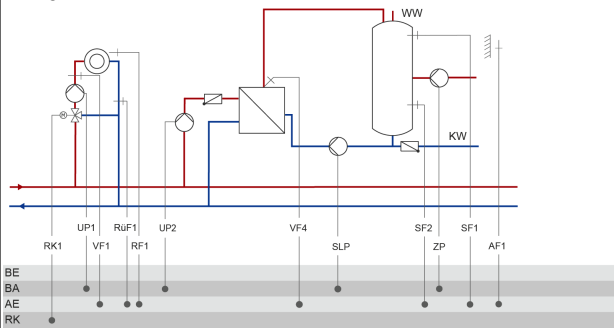 WW
KW
UP1 RüF1 UP2 VF4 SF2 SF1
RK1 VF1 RF1 SLP ZP AF1
BE
BA
AE
RK